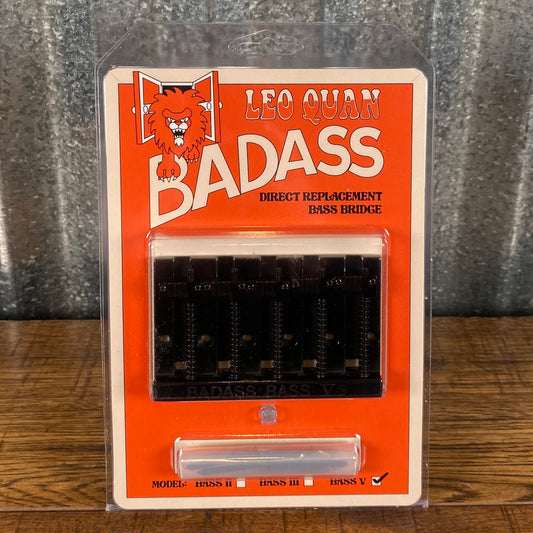 LEO QUAN
BADASS
DIRECT REPLACEMENT
BASS BRIDGE
BADASS BASS V
MODEL: BASS II BASS III BASS V